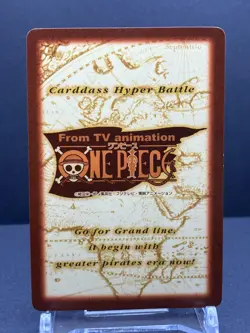 Carddass Hyper Battle
From TV animation
ワンピース
ONE PIECE
Go for Grand line,
it begin with
greater pirates era now!